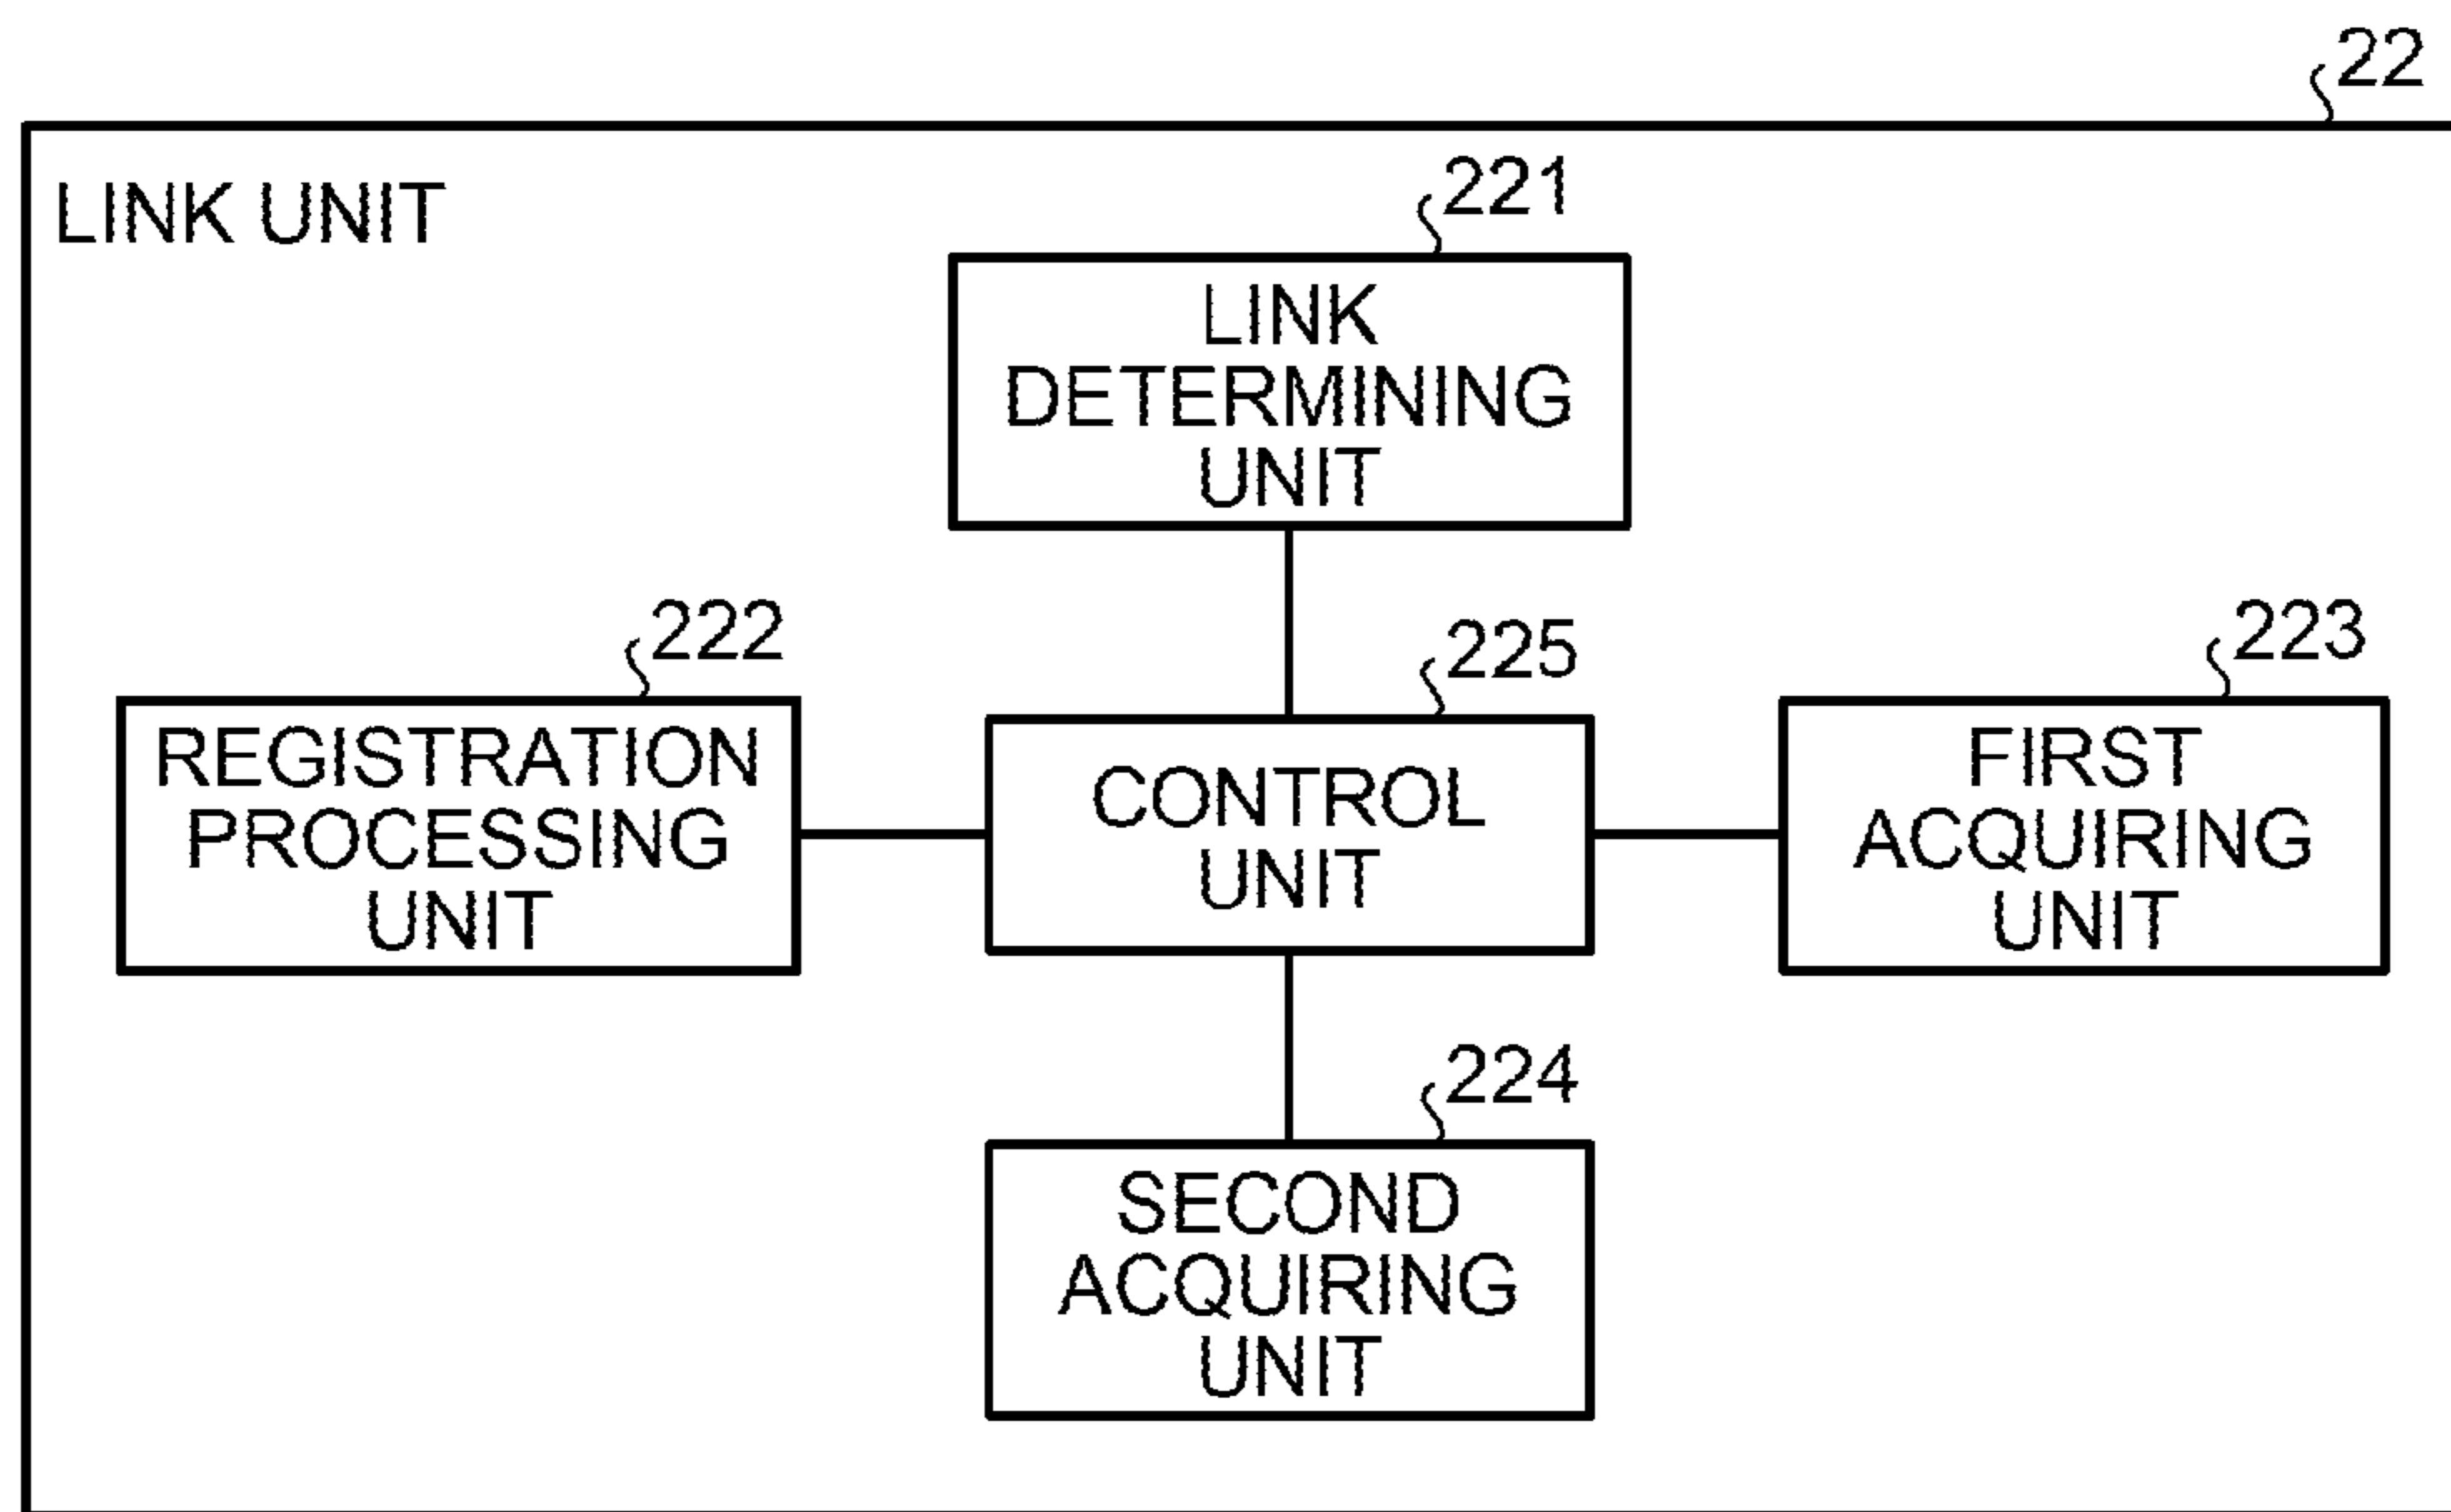 22
LINK UNIT
221
LINK
DETERMINING
UNIT
222
REGISTRATION
PROCESSING
UNIT
225
CONTROL
UNIT
223
FIRST
ACQUIRING
UNIT
224
SECOND
ACQUIRING
UNIT